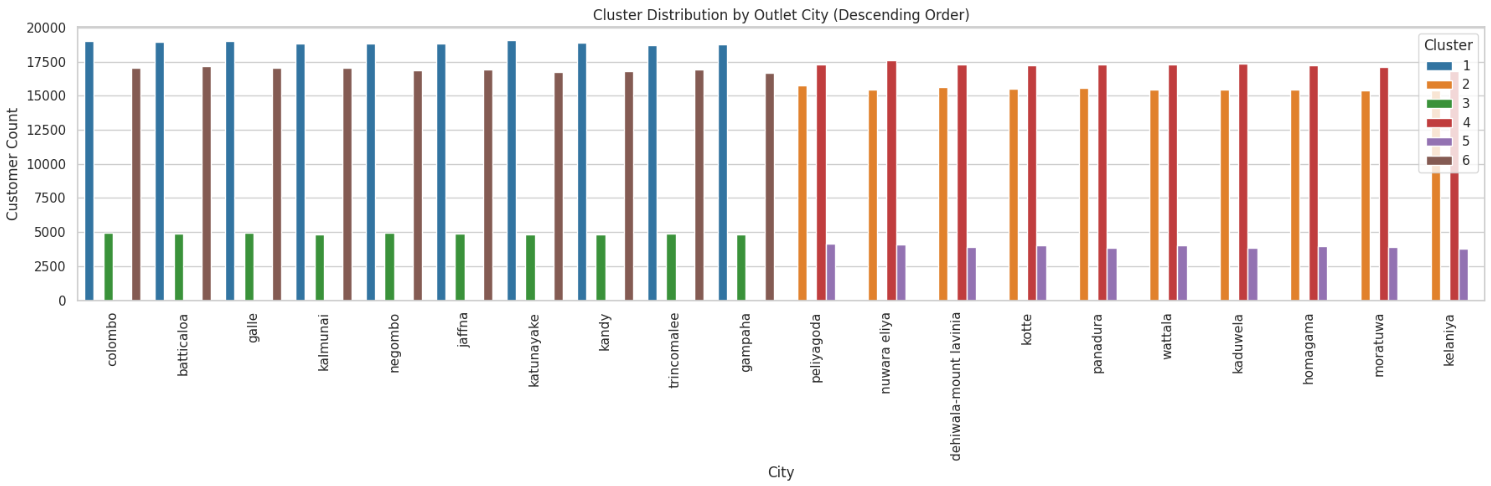 Cluster Distribution by Outlet City (Descending Order)
Customer Count
20000
17500
15000
12500
10000
7500
5000
2500
0
Cluster
1
2
3
4
5
6
colombo
batticaloa
galle
kalmunai
negombo
jaffna
katunayake
kandy
trincomalee
gampaha
peliyagoda
nuwara eliya
dehiwala-mount lavinia
kotte
panadura
wattala
kaduwela
homagama
moratuwa
kelaniya
City